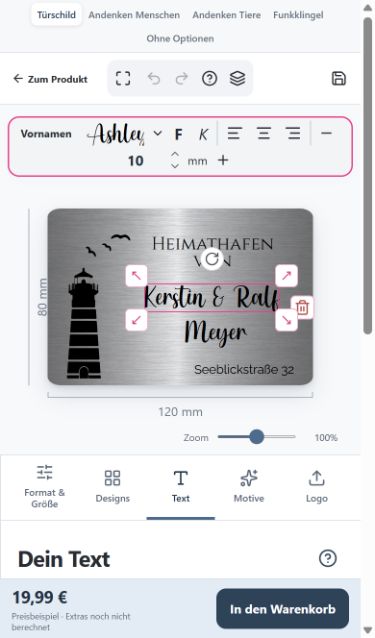 Türschild Andenken Menschen Andenken Tiere Funkklingel
Ohne Optionen
Zum Produkt
Vornamen Ashley F K
10 mm
Heimathafen
von
Kerstin & Ralf
Meyer
Seeblickstraße 32
80 mm
120 mm
Zoom 100%
Format & Größe Designs Text Motive Logo
Dein Text
19,99 €
Preisbeispiel · Extras noch nicht
berechnet
In den Warenkorb